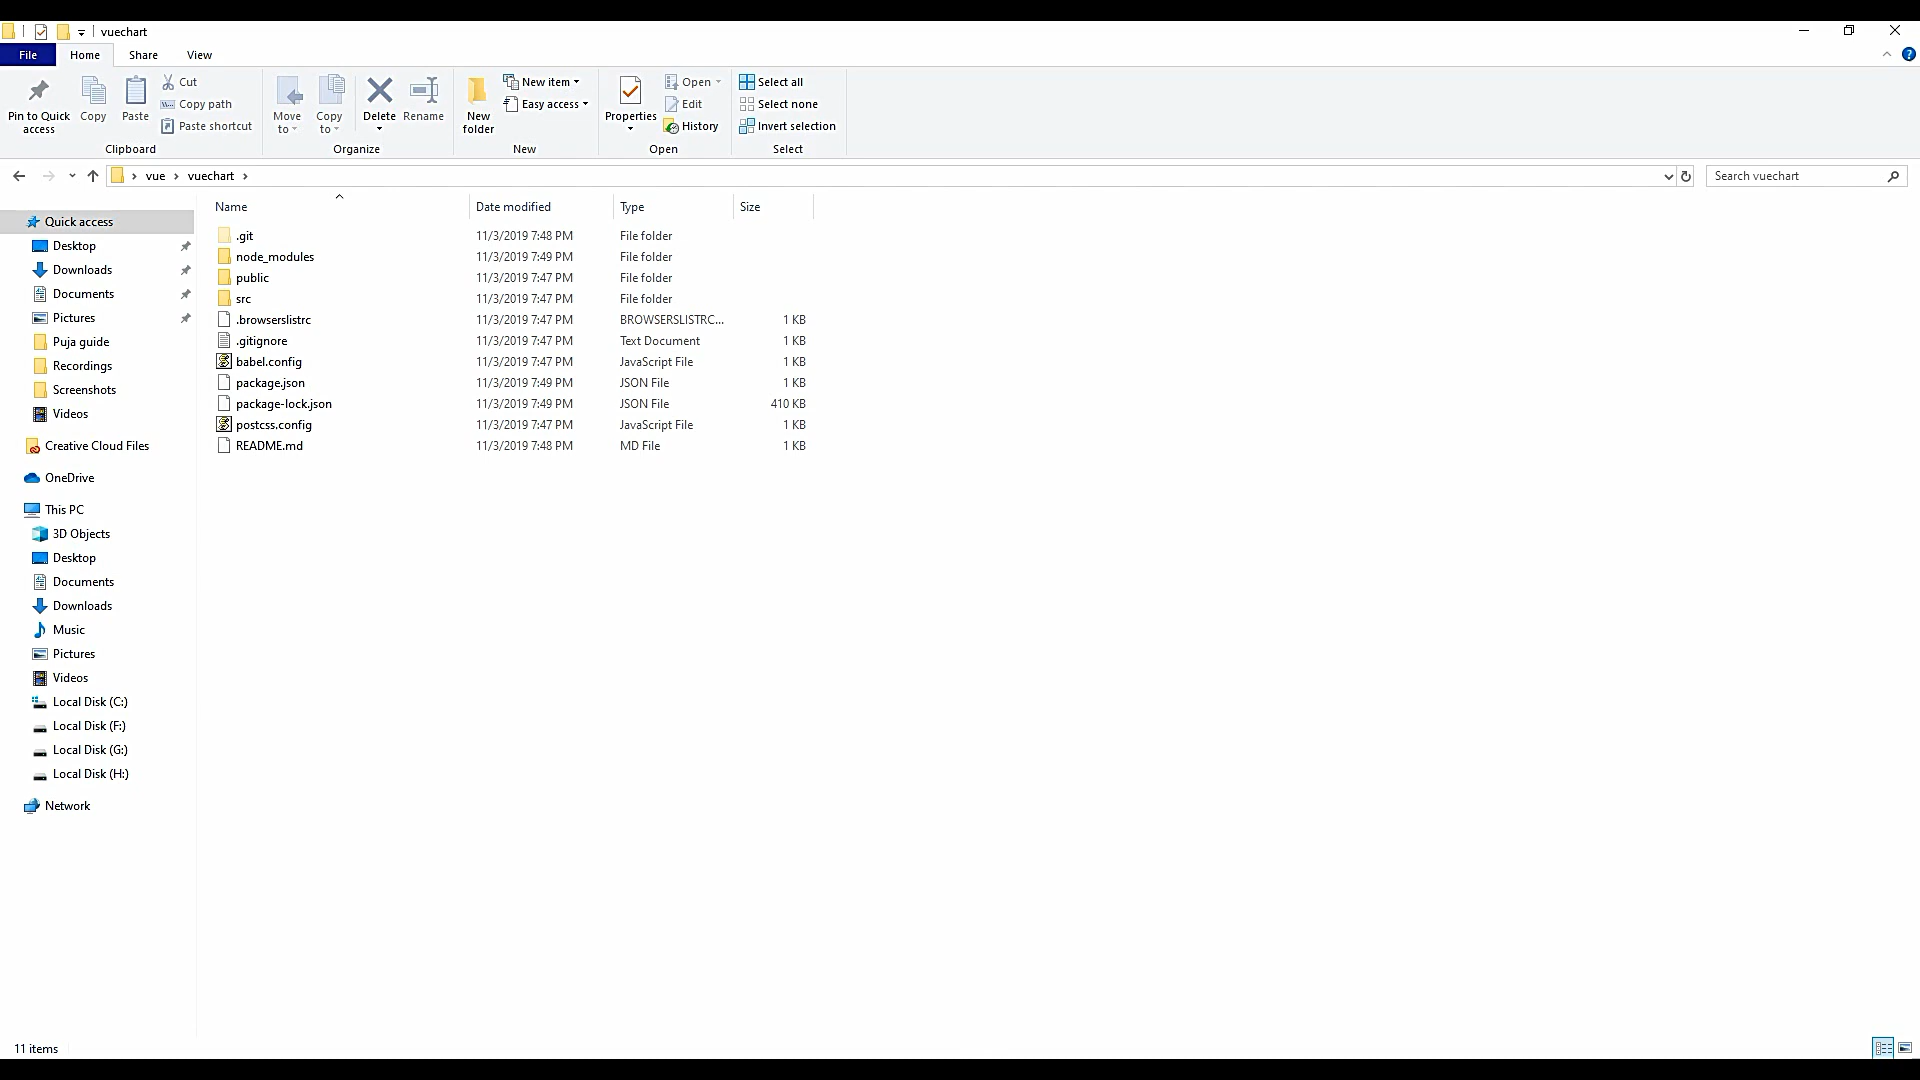 vuechart
File Home Share View
Pin to Quick access
Copy
Paste
Cut
Copy path
Paste shortcut
Clipboard
Move to
Copy to
Delete
Rename
Organize
New folder
New item
Easy access
New
Properties
Open
Edit
History
Open
Select all
Select none
Invert selection
Select
vue vuechart
Search vuechart
Name Date modified Type Size
.git 11/3/2019 7:48 PM File folder
node_modules 11/3/2019 7:49 PM File folder
public 11/3/2019 7:47 PM File folder
src 11/3/2019 7:47 PM File folder
.browserslistrc 11/3/2019 7:47 PM BROWSERSLISTRC... 1 KB
.gitignore 11/3/2019 7:47 PM Text Document 1 KB
babel.config 11/3/2019 7:47 PM JavaScript File 1 KB
package.json 11/3/2019 7:49 PM JSON File 1 KB
package-lock.json 11/3/2019 7:49 PM JSON File 410 KB
postcss.config 11/3/2019 7:47 PM JavaScript File 1 KB
README.md 11/3/2019 7:48 PM MD File 1 KB
Quick access
Desktop
Downloads
Documents
Pictures
Puja guide
Recordings
Screenshots
Videos
Creative Cloud Files
OneDrive
This PC
3D Objects
Desktop
Documents
Downloads
Music
Pictures
Videos
Local Disk (C:)
Local Disk (F:)
Local Disk (G:)
Local Disk (H:)
Network
11 items